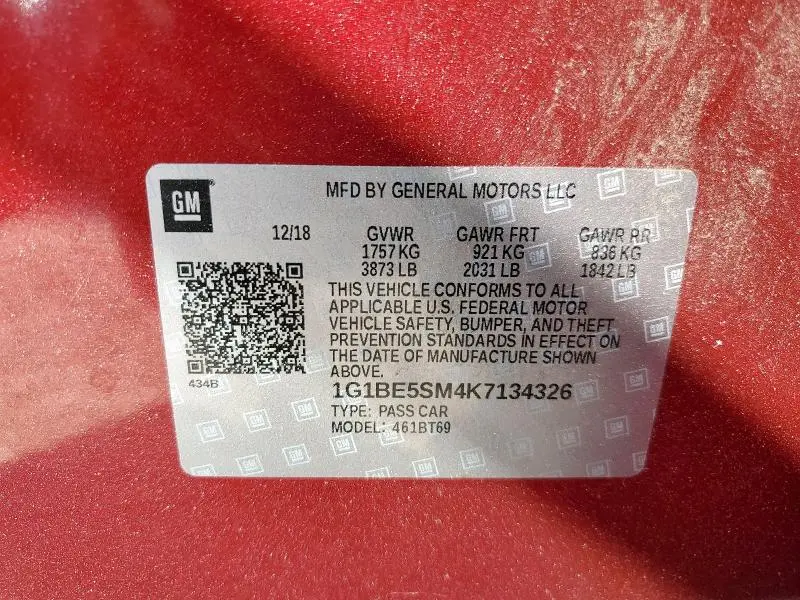 GM
MFD BY GENERAL MOTORS LLC
12/18 GVWR GAWR FRT GAWR RR
1757 KG 921 KG 836 KG
3873 LB 2031 LB 1842 LB
THIS VEHICLE CONFORMS TO ALL
APPLICABLE U.S. FEDERAL MOTOR
VEHICLE SAFETY, BUMPER, AND THEFT
PREVENTION STANDARDS IN EFFECT ON
THE DATE OF MANUFACTURE SHOWN
ABOVE.
434B
1G1BE5SM4K7134326
TYPE: PASS CAR
MODEL: 461BT69